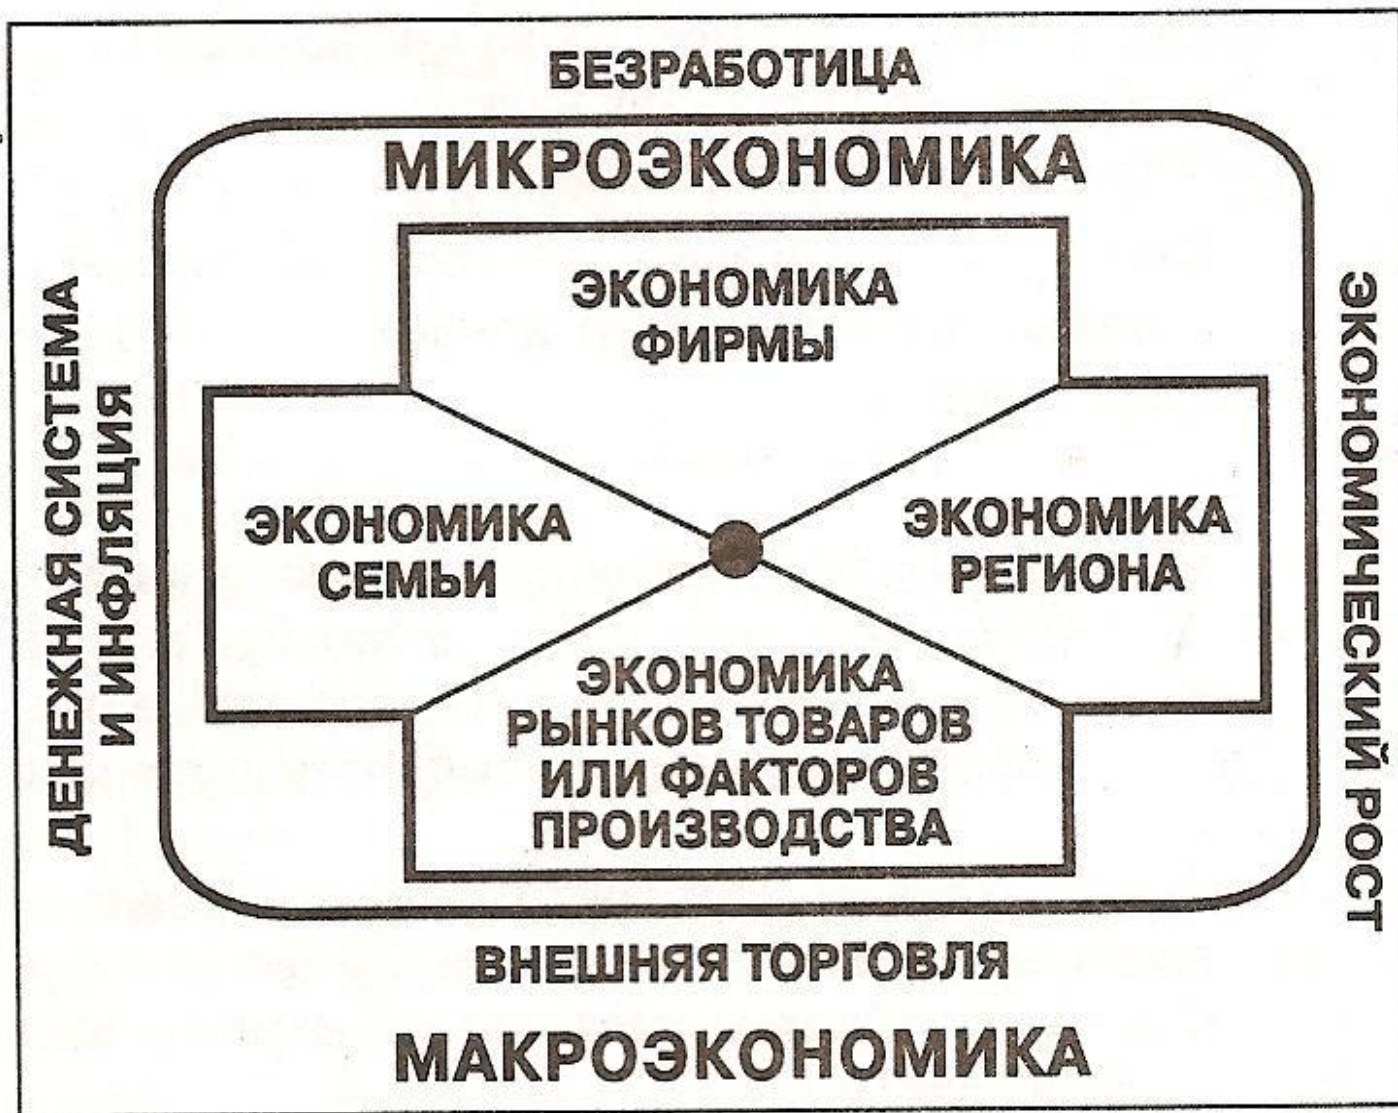 БЕЗРАБОТИЦА
МИКРОЭКОНОМИКА
ЭКОНОМИКА
ФИРМЫ
ДЕНЕЖНАЯ СИСТЕМА
И ИНФЛЯЦИЯ
ЭКОНОМИКА
СЕМЬИ
ЭКОНОМИКА
РЕГИОНА
ЭКОНОМИЧЕСКИЙ РОСТ
ЭКОНОМИКА
РЫНКОВ ТОВАРОВ
ИЛИ ФАКТОРОВ
ПРОИЗВОДСТВА
ВНЕШНЯЯ ТОРГОВЛЯ
МАКРОЭКОНОМИКА